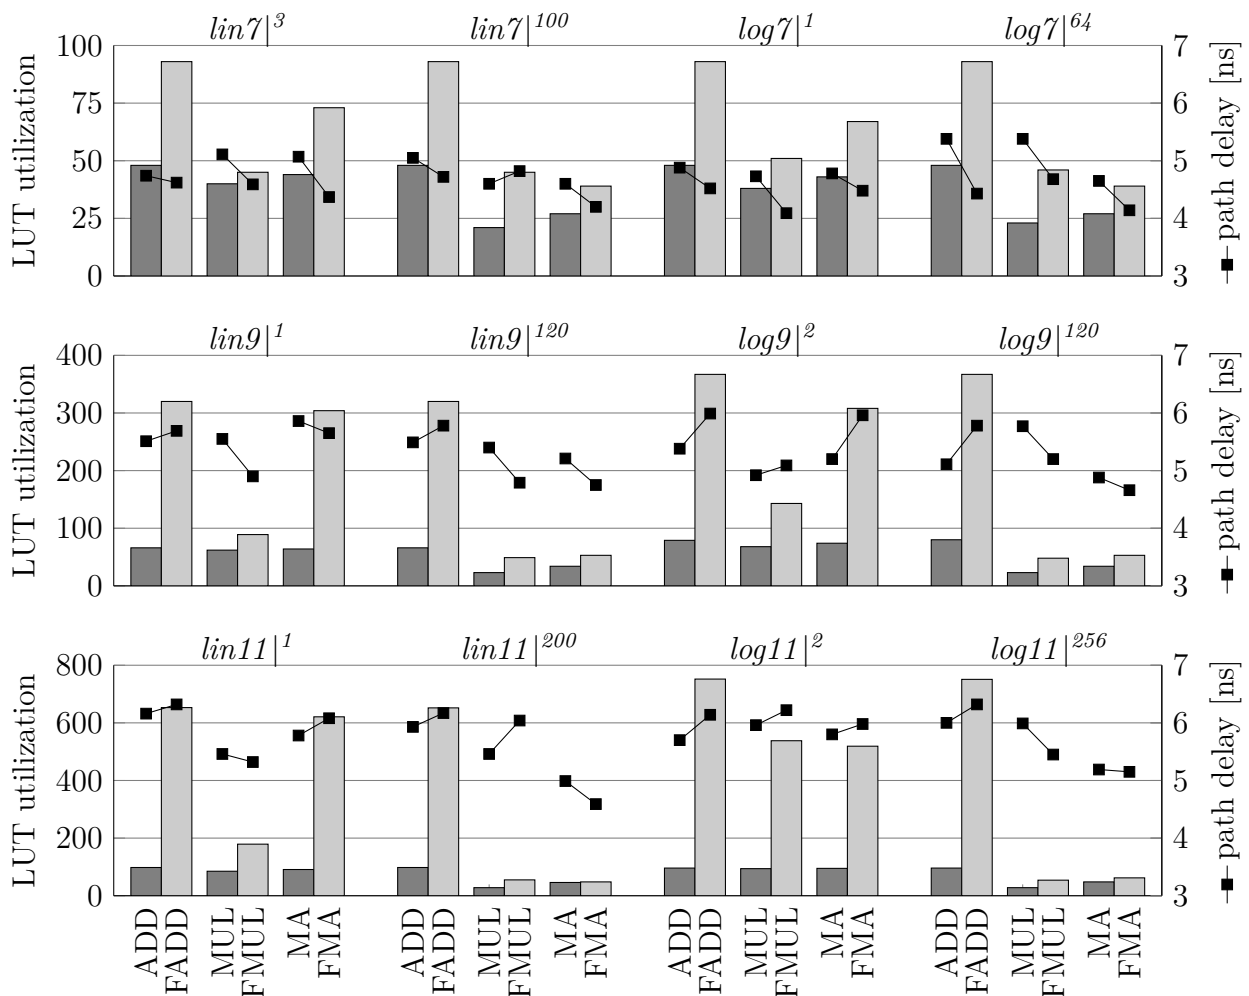 lin7|³ lin7|¹⁰⁰ log7|¹ log7|⁶⁴
LUT utilization
100
75
50
25
0
7
6
5
4
3
path delay [ns]
lin9|¹ lin9|¹²⁰ log9|² log9|¹²⁰
LUT utilization
400
300
200
100
0
7
6
5
4
3
path delay [ns]
lin11|¹ lin11|²⁰⁰ log11|² log11|²⁵⁶
LUT utilization
800
600
400
200
0
7
6
5
4
3
path delay [ns]
ADD
FADD
MUL
FMUL
MA
FMA
ADD
FADD
MUL
FMUL
MA
FMA
ADD
FADD
MUL
FMUL
MA
FMA
ADD
FADD
MUL
FMUL
MA
FMA